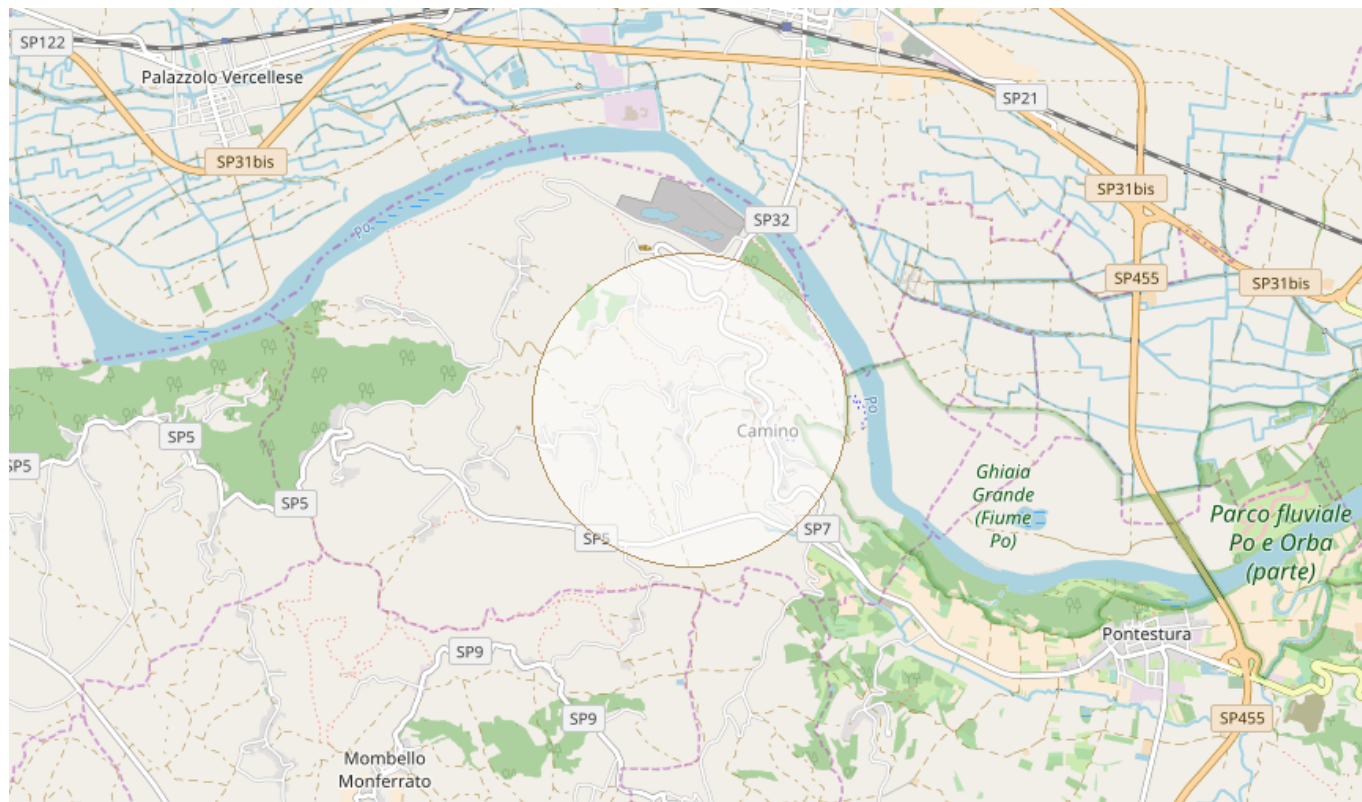 SP122
Palazzolo Vercellese
SP31bis
SP21
SP31bis
SP32
Po
SP455
SP31bis
Po
Camino
SP5
SP5
SP5
SP5
SP7
Ghiaia
Grande
(Fiume
Po)
Parco fluviale
Po e Orba
(parte)
Pontestura
SP9
SP9
SP455
Mombello
Monferrato